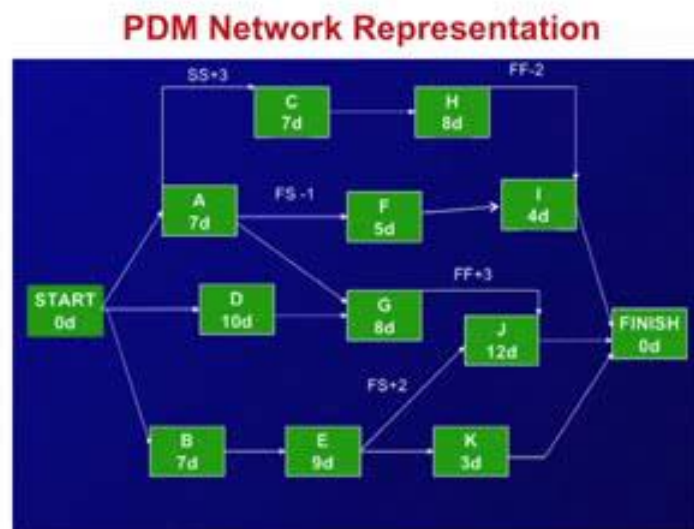 PDM Network Representation
SS+3
FF-2
C
7d
H
8d
A
7d
FS -1
F
5d
I
4d
START
0d
D
10d
G
8d
FF+3
J
12d
FINISH
0d
FS+2
B
7d
E
9d
K
3d